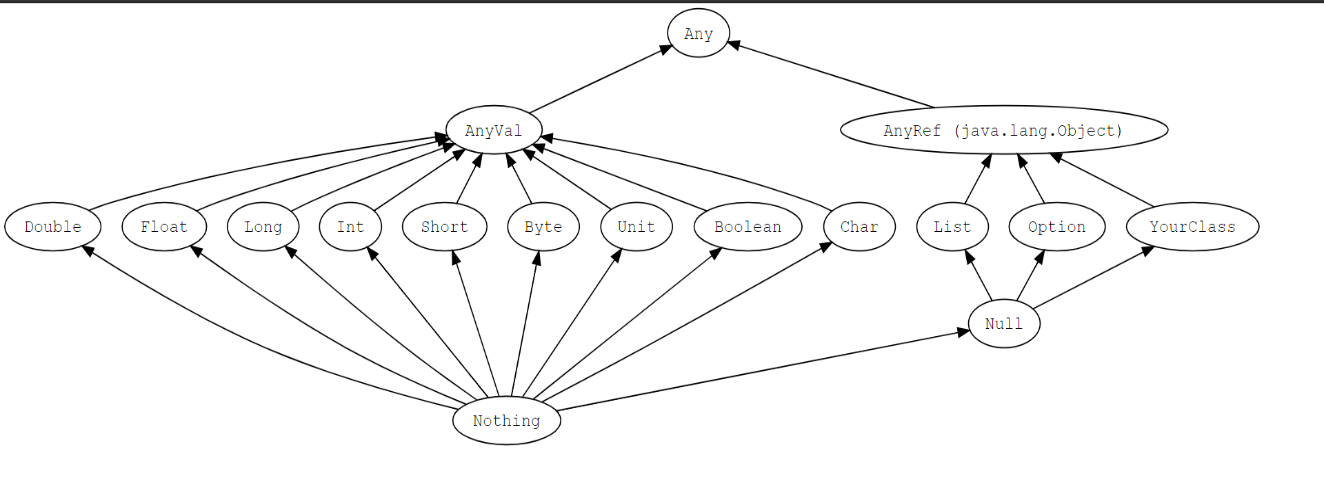 Any
AnyVal
AnyRef (java.lang.Object)
Double
Float
Long
Int
Short
Byte
Unit
Boolean
Char
List
Option
YourClass
Null
Nothing